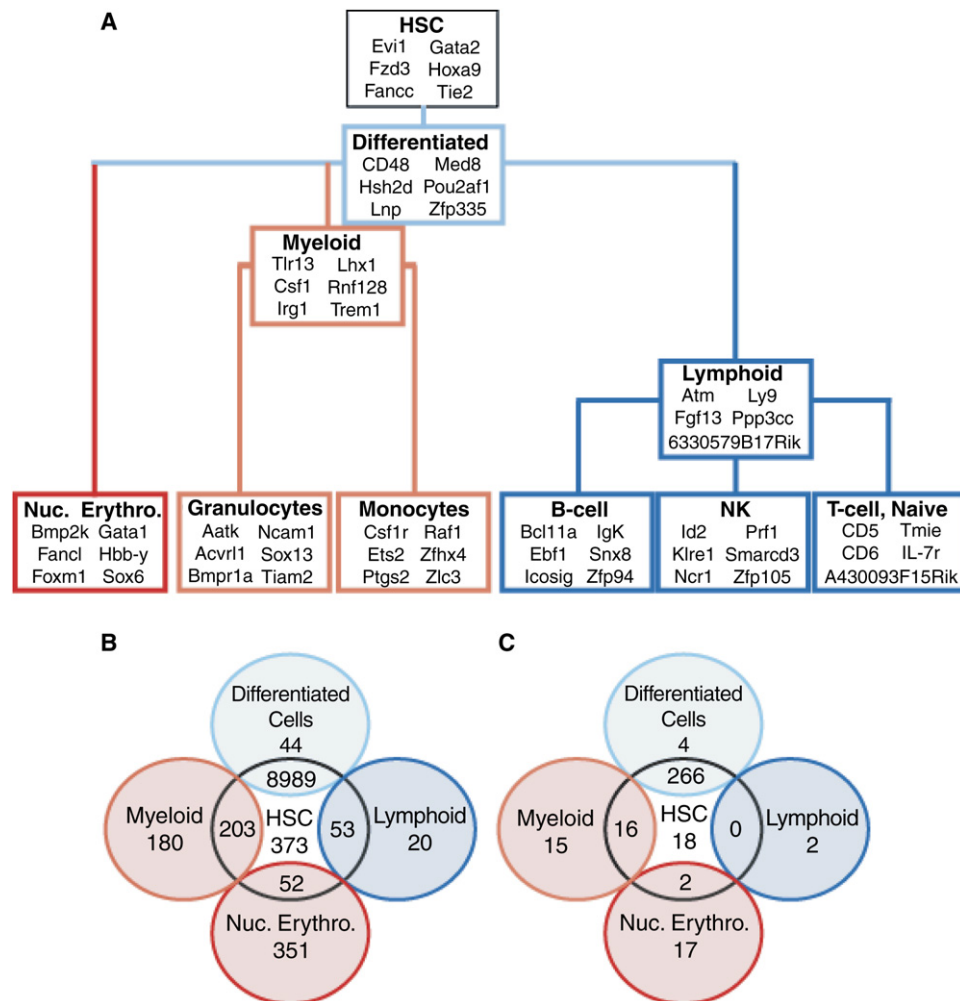 A
HSC
Evi1 Gata2
Fzd3 Hoxa9
Fancc Tie2
Differentiated
CD48 Med8
Hsh2d Pou2af1
Lnp Zfp335
Myeloid
Tlr13 Lhx1
Csf1 Rnf128
Irg1 Trem1
Lymphoid
Atm Ly9
Fgf13 Ppp3cc
6330579B17Rik
Nuc. Erythro.
Bmp2k Gata1
Fancl Hbb-y
Foxm1 Sox6
Granulocytes
Aatk Ncam1
Acvrl1 Sox13
Bmpr1a Tiam2
Monocytes
Csf1r Raf1
Ets2 Zfhx4
Ptgs2 Zlc3
B-cell
Bcl11a IgK
Ebf1 Snx8
Icosig Zfp94
NK
Id2 Prf1
Klre1 Smarcd3
Ncr1 Zfp105
T-cell, Naive
CD5 Tmie
CD6 IL-7r
A430093F15Rik
B
Differentiated
Cells
44
8989
Myeloid
180
203
HSC
373
53
Lymphoid
20
52
Nuc. Erythro.
351
C
Differentiated
Cells
4
266
Myeloid
15
16
HSC
18
0
Lymphoid
2
2
Nuc. Erythro.
17